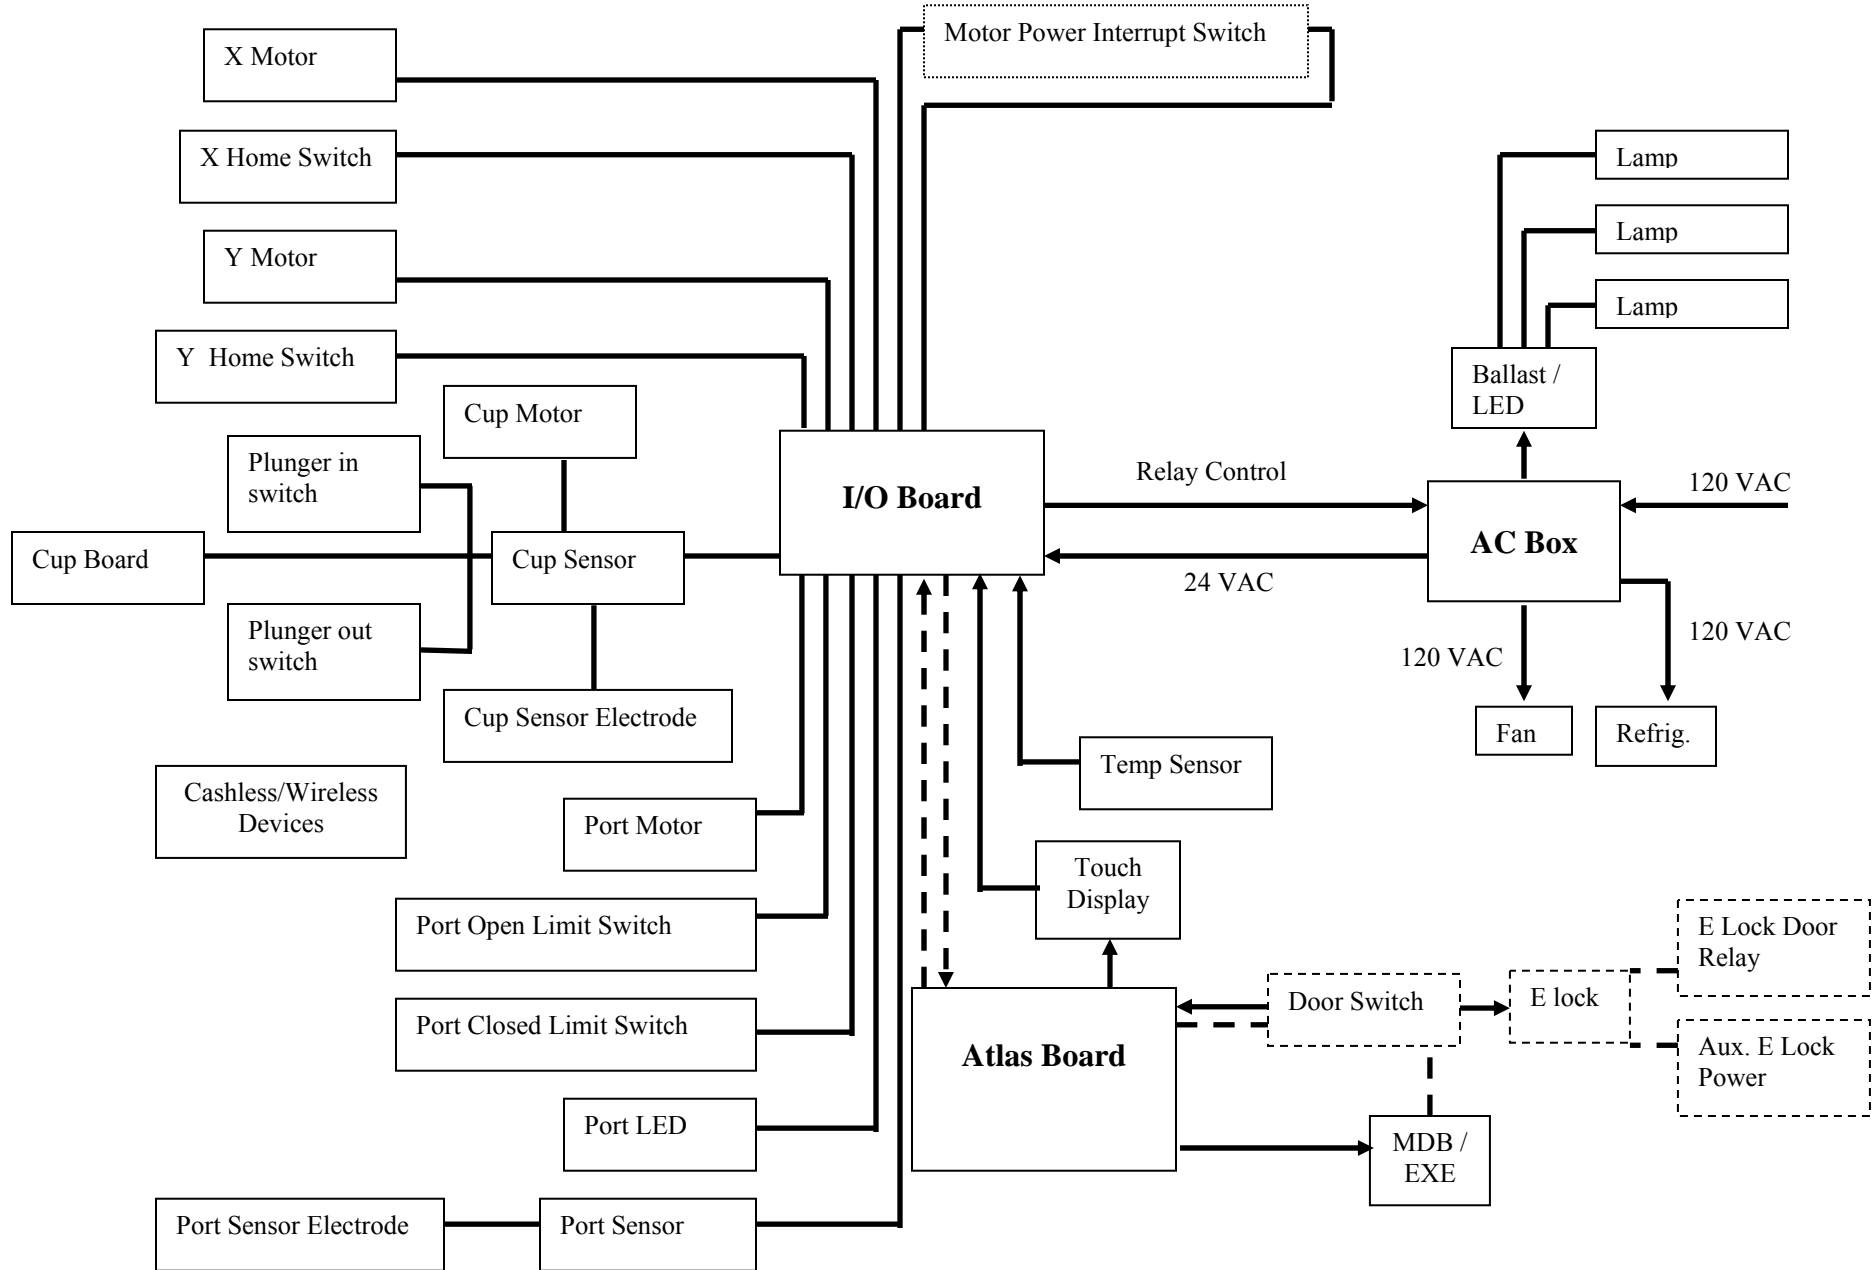 Motor Power Interrupt Switch
X Motor
X Home Switch
Lamp
Lamp
Y Motor
Lamp
Y  Home Switch
Ballast /
LED
Cup Motor
Plunger in
switch
Relay Control
120 VAC
I/O Board
AC Box
Cup Board
Cup Sensor
24 VAC
Plunger out
switch
120 VAC
120 VAC
Cup Sensor Electrode
Fan
Refrig.
Temp Sensor
Cashless/Wireless
Devices
Port Motor
Touch
Display
Port Open Limit Switch
E Lock Door
Relay
Door Switch
E lock
Port Closed Limit Switch
Atlas Board
Aux. E Lock
Power
Port LED
MDB /
EXE
Port Sensor Electrode
Port Sensor